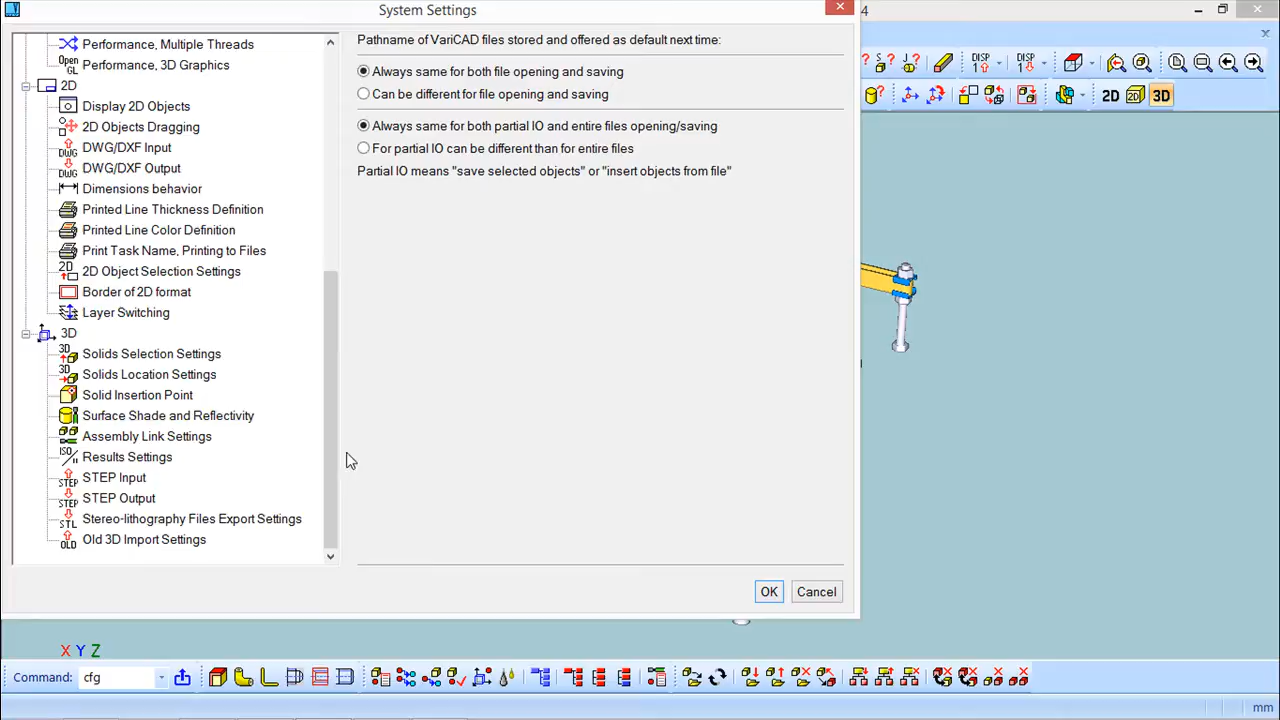 System Settings
4
Performance, Multiple Threads
Open GL Performance, 3D Graphics
2D
Display 2D Objects
2D Objects Dragging
DWG DWG/DXF Input
DWG DWG/DXF Output
Dimensions behavior
Printed Line Thickness Definition
Printed Line Color Definition
Print Task Name, Printing to Files
2D 2D Object Selection Settings
Border of 2D format
Layer Switching
3D
3D Solids Selection Settings
3D Solids Location Settings
Solid Insertion Point
Surface Shade and Reflectivity
Assembly Link Settings
ISO Results Settings
STEP STEP Input
STEP STEP Output
STL Stereo-lithography Files Export Settings
OLD Old 3D Import Settings
Pathname of VariCAD files stored and offered as default next time:
Always same for both file opening and saving
Can be different for file opening and saving
Always same for both partial IO and entire files opening/saving
For partial IO can be different than for entire files
Partial IO means "save selected objects" or "insert objects from file"
OK
Cancel
? S? J?
DISP
1
DISP
1
2D
2D
3D
X Y Z
Command: cfg
mm